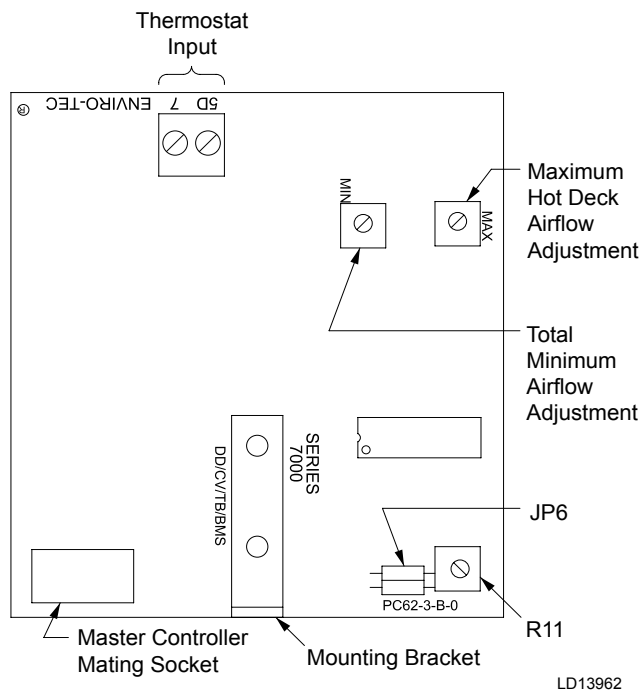 Thermostat
Input
® ENVIRO-TEC 7 5D
MIN
MAX
Maximum
Hot Deck
Airflow
Adjustment
Total
Minimum
Airflow
Adjustment
SERIES
7000
DD/CV/TB/BMS
JP6
PC62-3-B-0
R11
Master Controller
Mating Socket
Mounting Bracket
LD13962